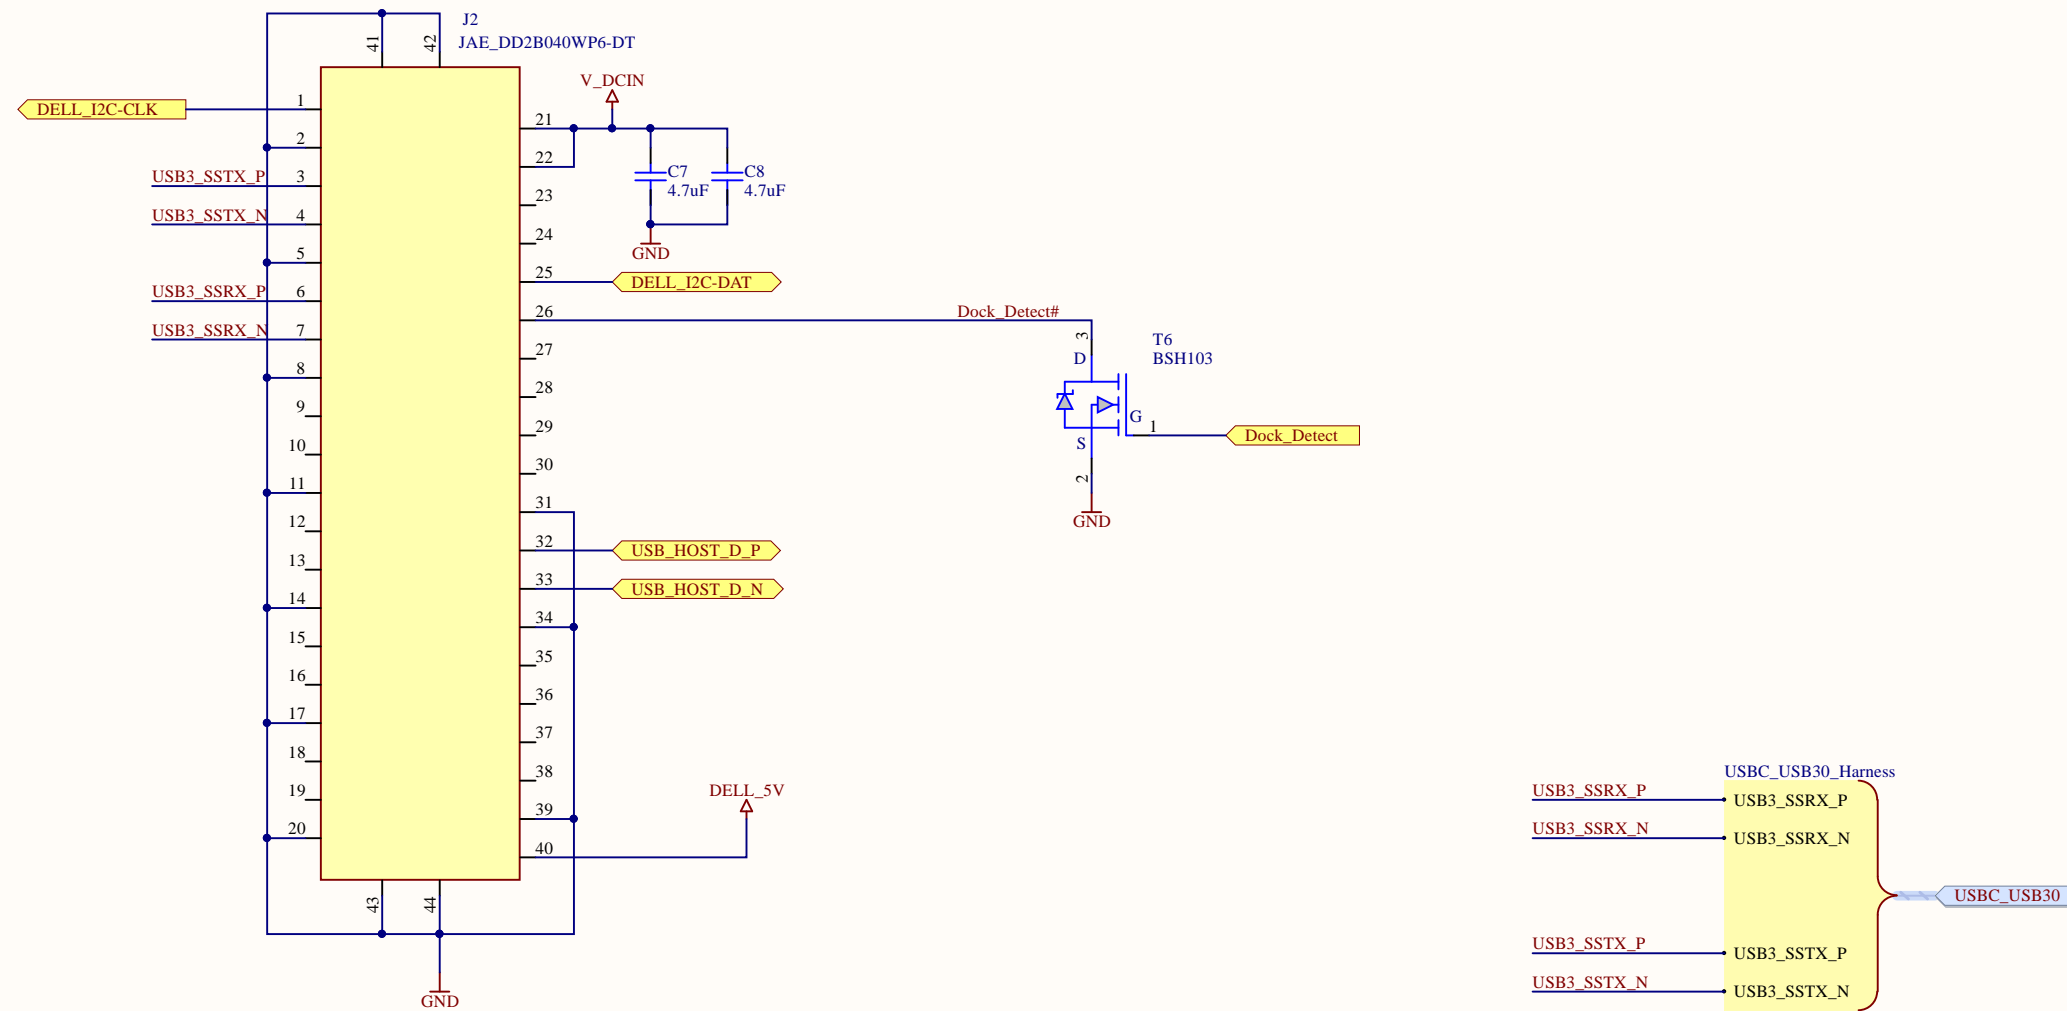 J2
JAE_DD2B040WP6-DT
41
42
V_DCIN
DELL_I2C-CLK
1
21
2
22
C7
4.7uF
C8
4.7uF
USB3_SSTX_P
3
23
USB3_SSTX_N
4
24
GND
5
25
DELL_I2C-DAT
USB3_SSRX_P
6
26
Dock_Detect#
USB3_SSRX_N
7
27
3
D
T6
BSH103
8
28
9
29
G
1
Dock_Detect
S
10
30
2
11
31
GND
12
32
USB_HOST_D_P
13
33
USB_HOST_D_N
14
34
15
35
16
36
17
37
18
38
19
39
DELL_5V
20
40
43
44
GND
USBC_USB30_Harness
USB3_SSRX_P
USB3_SSRX_P
USB3_SSRX_N
USB3_SSRX_N
USBC_USB30
USB3_SSTX_P
USB3_SSTX_P
USB3_SSTX_N
USB3_SSTX_N